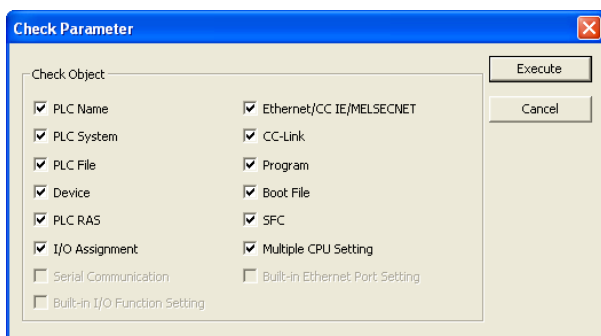 Check Parameter
Check Object
PLC Name
PLC System
PLC File
Device
PLC RAS
I/O Assignment
Serial Communication
Built-in I/O Function Setting
Ethernet/CC IE/MELSECNET
CC-Link
Program
Boot File
SFC
Multiple CPU Setting
Built-in Ethernet Port Setting
Execute
Cancel